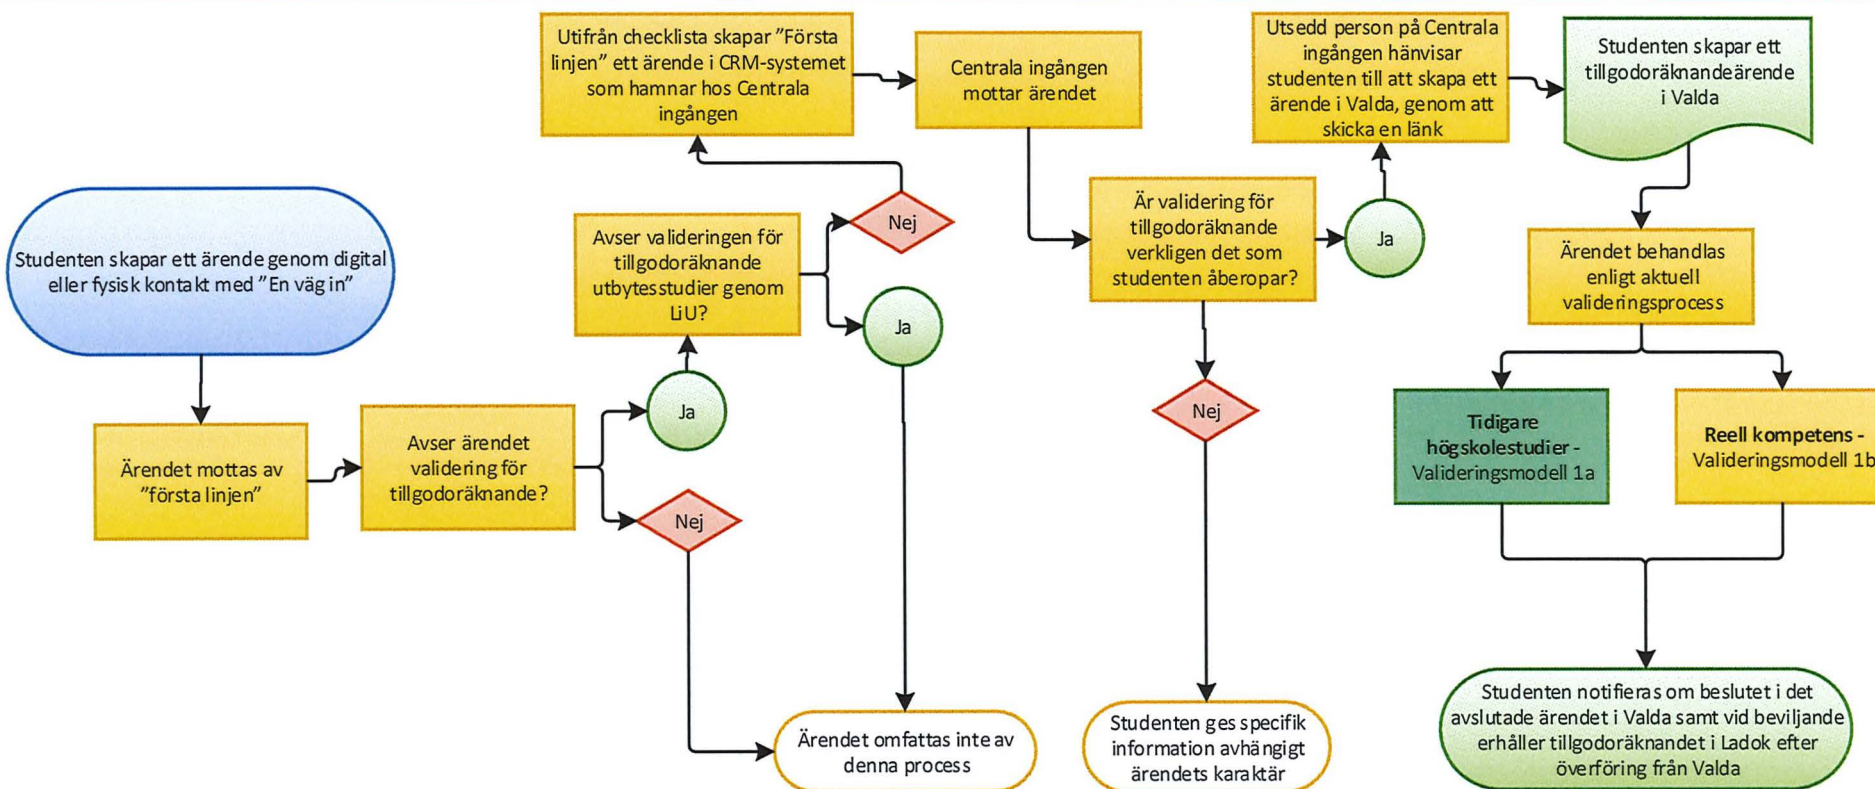 Studenten skapar ett ärende genom digital
eller fysisk kontakt med "En väg in"
Ärendet mottas av
"första linjen"
Avser ärendet
validering för
tillgodoräknande?
Ja
Nej
Avser valideringen för
tillgodoräknande
utbytesstudier genom
LiU?
Nej
Ja
Utifrån checklista skapar "Första
linjen" ett ärende i CRM-systemet
som hamnar hos Centrala
ingången
Centrala ingången
mottar ärendet
Är validering för
tillgodoräknande
verkligen det som
studenten åberopar?
Ja
Nej
Utsedd person på Centrala
ingången hänvisar
studenten till att skapa ett
ärende i Valda, genom att
skicka en länk
Studenten skapar ett
tillgodoräknandeärende
i Valda
Ärendet behandlas
enligt aktuell
valideringsprocess
Tidigare
högskolestudier -
Valideringsmodell 1a
Reell kompetens -
Valideringsmodell 1b
Ärendet omfattas inte av
denna process
Studenten ges specifik
information avhängigt
ärendets karaktär
Studenten notifieras om beslutet i det
avslutade ärendet i Valda samt vid beviljande
erhåller tillgodoräknandet i Ladok efter
överföring från Valda